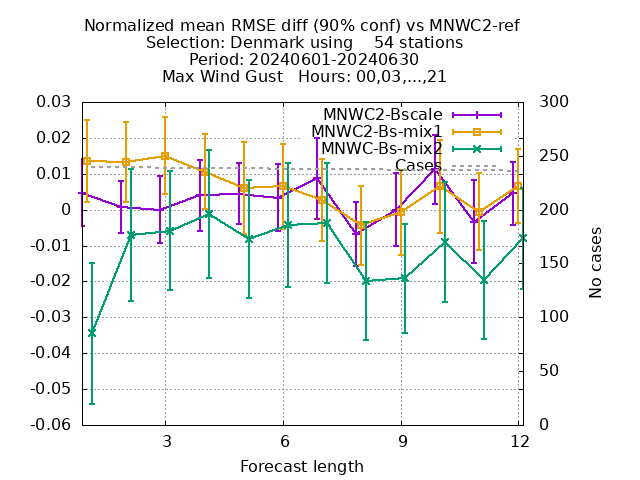 Normalized mean RMSE diff (90% conf) vs MNWC2-ref
Selection: Denmark using    54 stations
Period: 20240601-20240630
Max Wind Gust   Hours: 00,03,...,21
MNWC2-Bscale
MNWC-Bs-mix1
MNWC-Bs-mix2
Cases
0.03
0.02
0.01
0
-0.01
-0.02
-0.03
-0.04
-0.05
-0.06
300
250
200
150
100
50
0
No cases
3 6 9 12
Forecast length